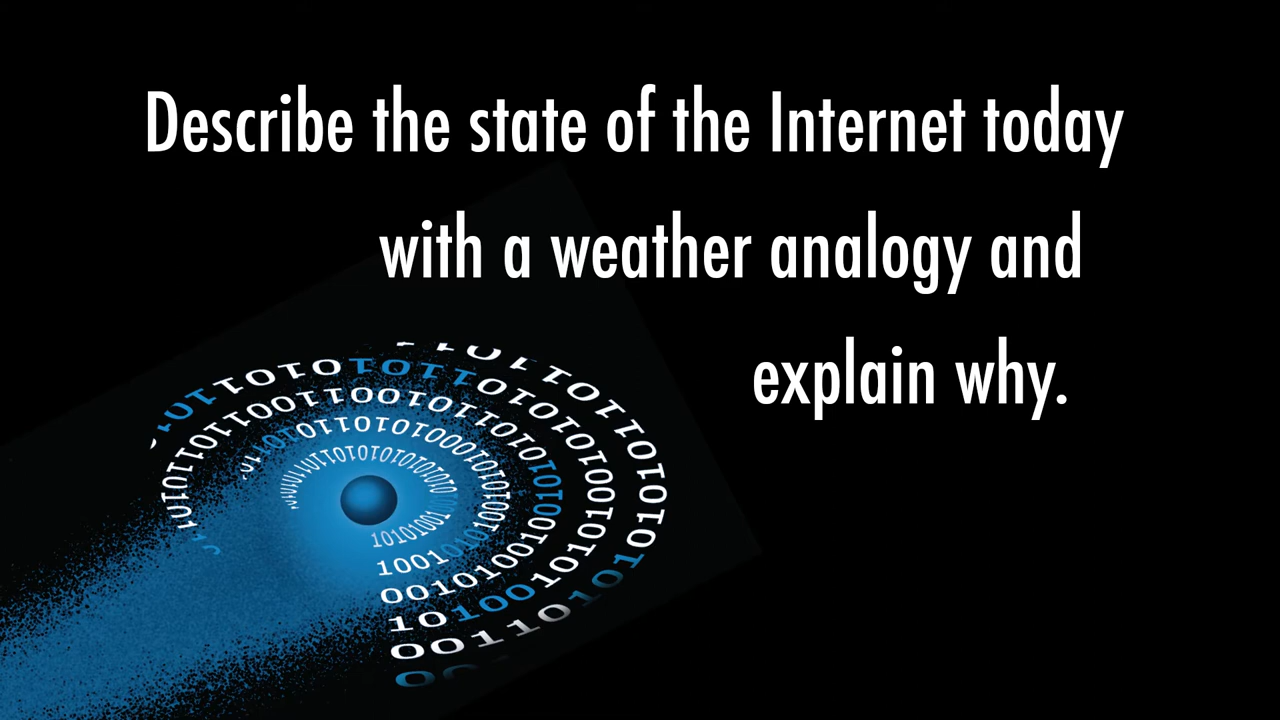 Describe the state of the Internet today
with a weather analogy and
explain why.